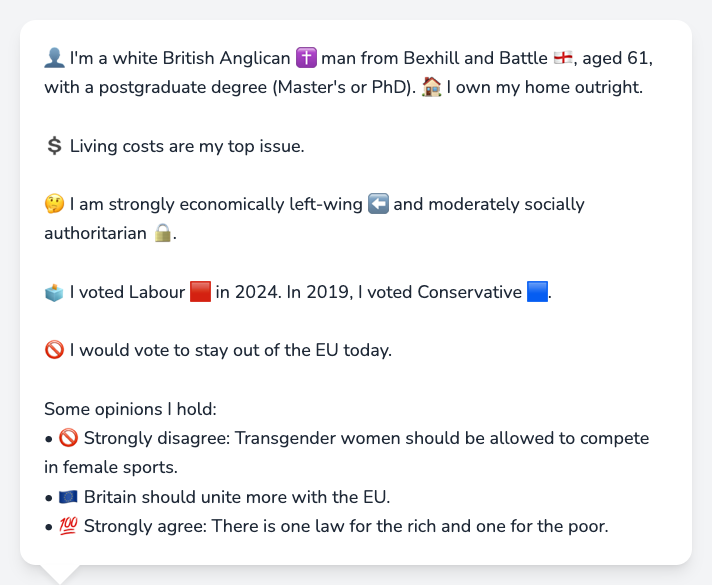 👤 I'm a white British Anglican ✝️ man from Bexhill and Battle 🏴󠁧󠁢󠁥󠁮󠁧󠁿, aged 61,
with a postgraduate degree (Master's or PhD). 🏠 I own my home outright.
💲 Living costs are my top issue.
🤔 I am strongly economically left-wing ⬅️ and moderately socially
authoritarian 🔒.
🗳️ I voted Labour 🟥 in 2024. In 2019, I voted Conservative 🟦.
🚫 I would vote to stay out of the EU today.
Some opinions I hold:
• 🚫 Strongly disagree: Transgender women should be allowed to compete
in female sports.
• 🇪🇺 Britain should unite more with the EU.
• 💯 Strongly agree: There is one law for the rich and one for the poor.